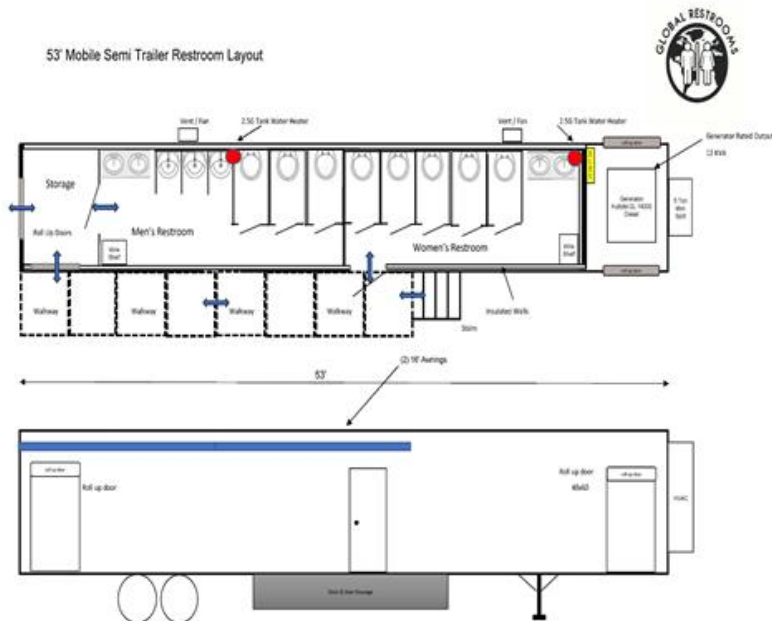 GLOBAL RESTROOMS
53' Mobile Semi Trailer Restroom Layout
Vent / Fan
2.5G Tank Water Heater
Vent / Fan
2.5G Tank Water Heater
Generator Rated Output
Storage
Roll Up Doors
Men's Restroom
Women's Restroom
Generator
Diesel
Walkway
Walkway
Walkway
Walkway
Stairs
Insulated Walls
(2) 16' Awnings
53'
Roll up door
Roll up door
HVAC